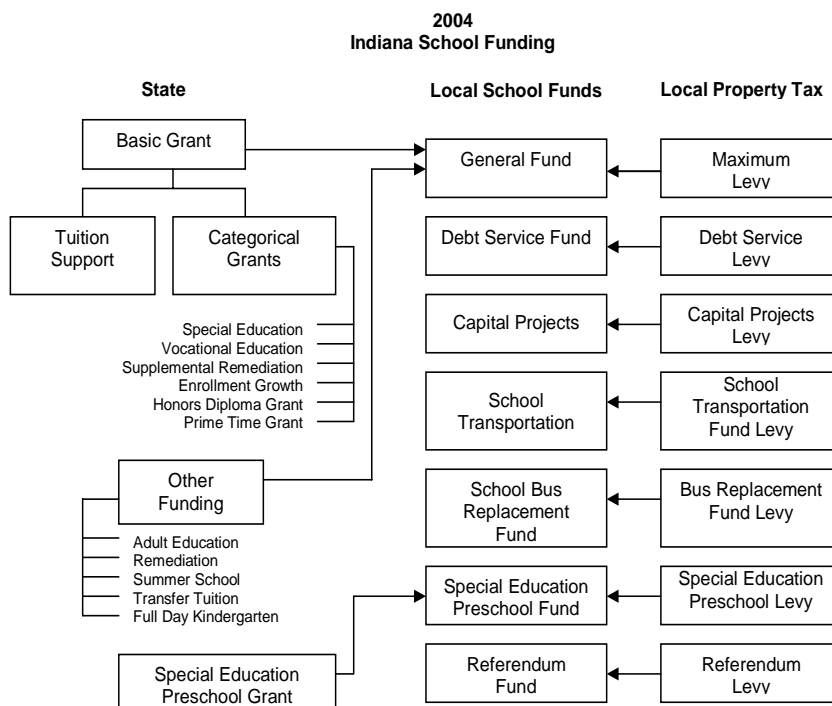 2004
Indiana School Funding
State
Local School Funds
Local Property Tax
Basic Grant
General Fund
Maximum
Levy
Tuition
Support
Categorical
Grants
Debt Service Fund
Debt Service
Levy
Special Education
Vocational Education
Supplemental Remediation
Enrollment Growth
Honors Diploma Grant
Prime Time Grant
Capital Projects
Capital Projects
Levy
School
Transportation
School
Transportation
Fund Levy
Other
Funding
School Bus
Replacement
Fund
Bus Replacement
Fund Levy
Adult Education
Remediation
Summer School
Transfer Tuition
Full Day Kindergarten
Special Education
Preschool Fund
Special Education
Preschool Levy
Special Education
Preschool Grant
Referendum
Fund
Referendum
Levy